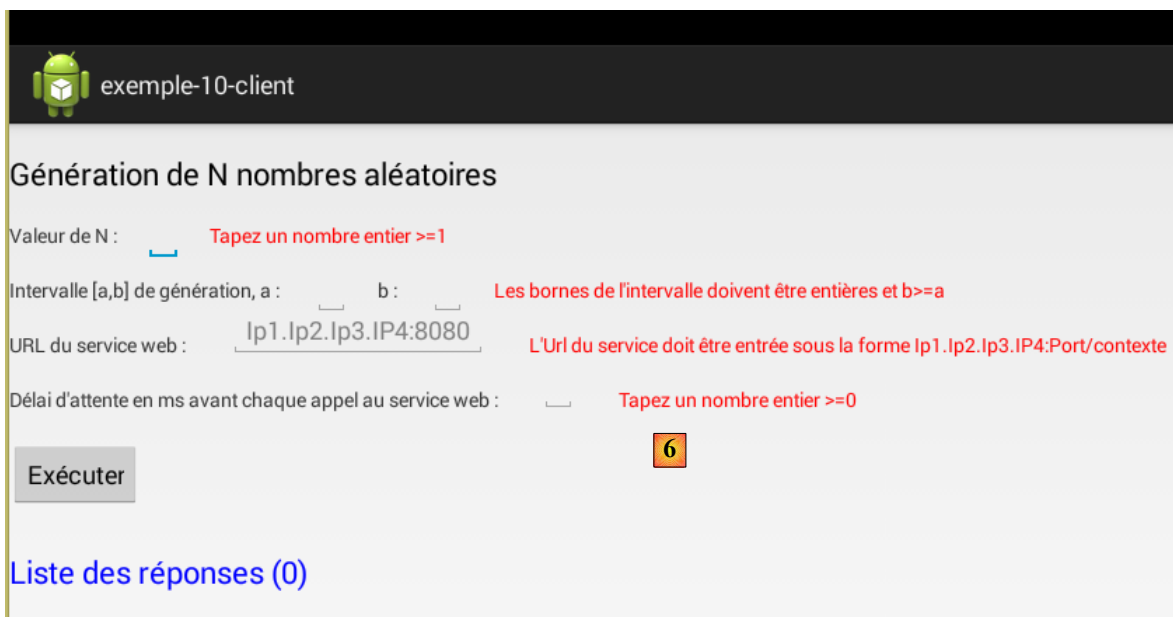 exemple-10-client
Génération de N nombres aléatoires
Valeur de N : Tapez un nombre entier >=1
Intervalle [a,b] de génération, a : b : Les bornes de l'intervalle doivent être entières et b>=a
URL du service web : Ip1.Ip2.Ip3.IP4:8080 L'Url du service doit être entrée sous la forme Ip1.Ip2.Ip3.IP4:Port/contexte
Délai d'attente en ms avant chaque appel au service web : Tapez un nombre entier >=0
6
Exécuter
Liste des réponses (0)